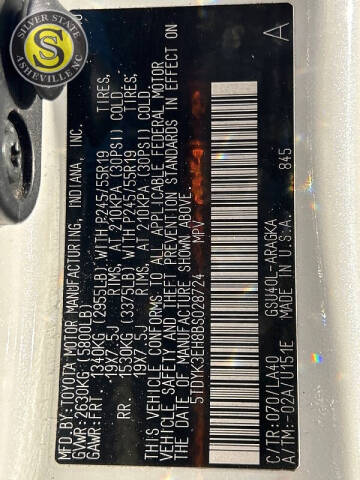 SILVER STATE
S
ASHEVILLE NC
MFD.BY:TOYOTA MOTOR MANUFACTURING, INDIANA, INC.
GVWR:2630KG (5800LB)
GAWR:FRT. 1340KG (2955LB) WITH P245/55R19 TIRES,
19X7.5J RIMS, AT 210KPA (30PSI) COLD.
RR. 1530KG (3375LB) WITH P245/55R19 TIRES,
19X7.5J RIMS, AT 210KPA (30PSI) COLD.
THIS VEHICLE CONFORMS TO ALL APPLICABLE FEDERAL MOTOR
VEHICLE SAFETY AND THEFT PREVENTION STANDARDS IN EFFECT ON
THE DATE OF MANUFACTURE SHOWN ABOVE.
5TDYK3EH8BS028724 MPV
C/TR:070/LA40 GSU40L-ARAGKA A
A/TM:-02A/U151E MADE IN U.S.A. 845